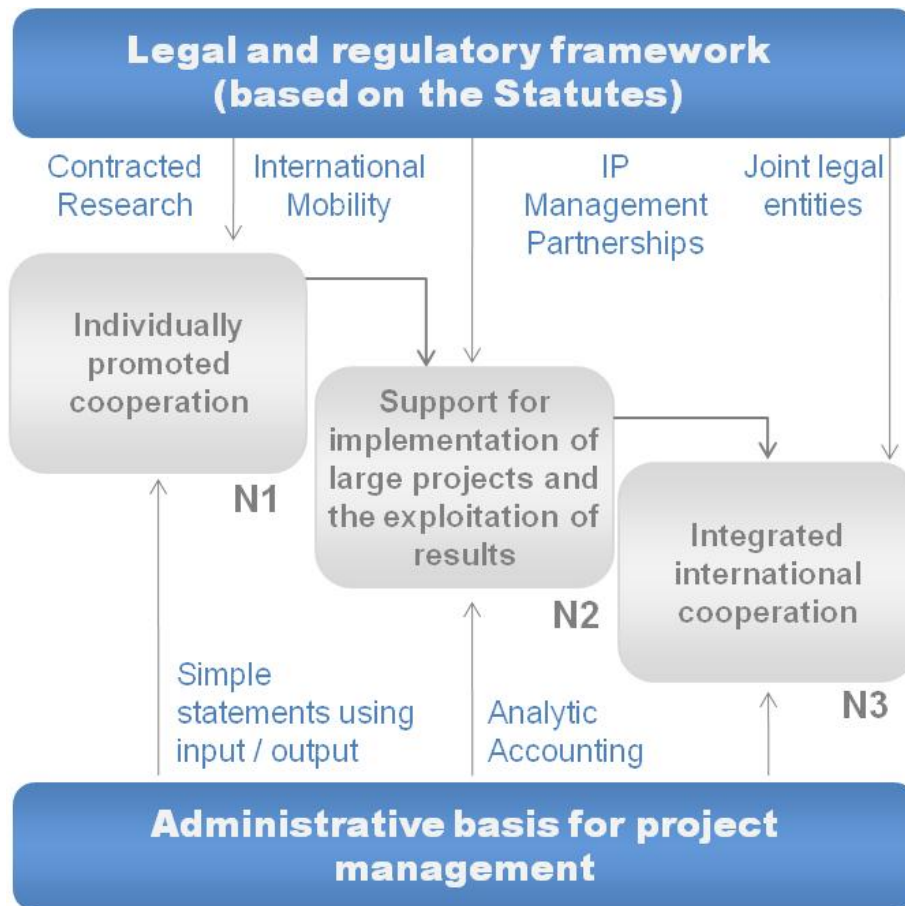 Legal and regulatory framework
(based on the Statutes)
Contracted
Research
International
Mobility
IP
Management
Partnerships
Joint legal
entities
Individually
promoted
cooperation
N1
Support for
implementation of
large projects and
the exploitation of
results
N2
Integrated
international
cooperation
N3
Simple
statements using
input / output
Analytic
Accounting
Administrative basis for project
management